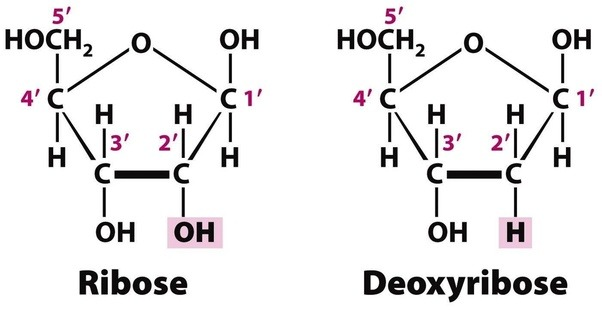 5′ 5′
HOCH2 O OH HOCH2 O OH
4′ C C 1′ 4′ C C 1′
H H H H
H 3′ 2′ H H 3′ 2′ H
C C C C
OH OH OH H
Ribose Deoxyribose